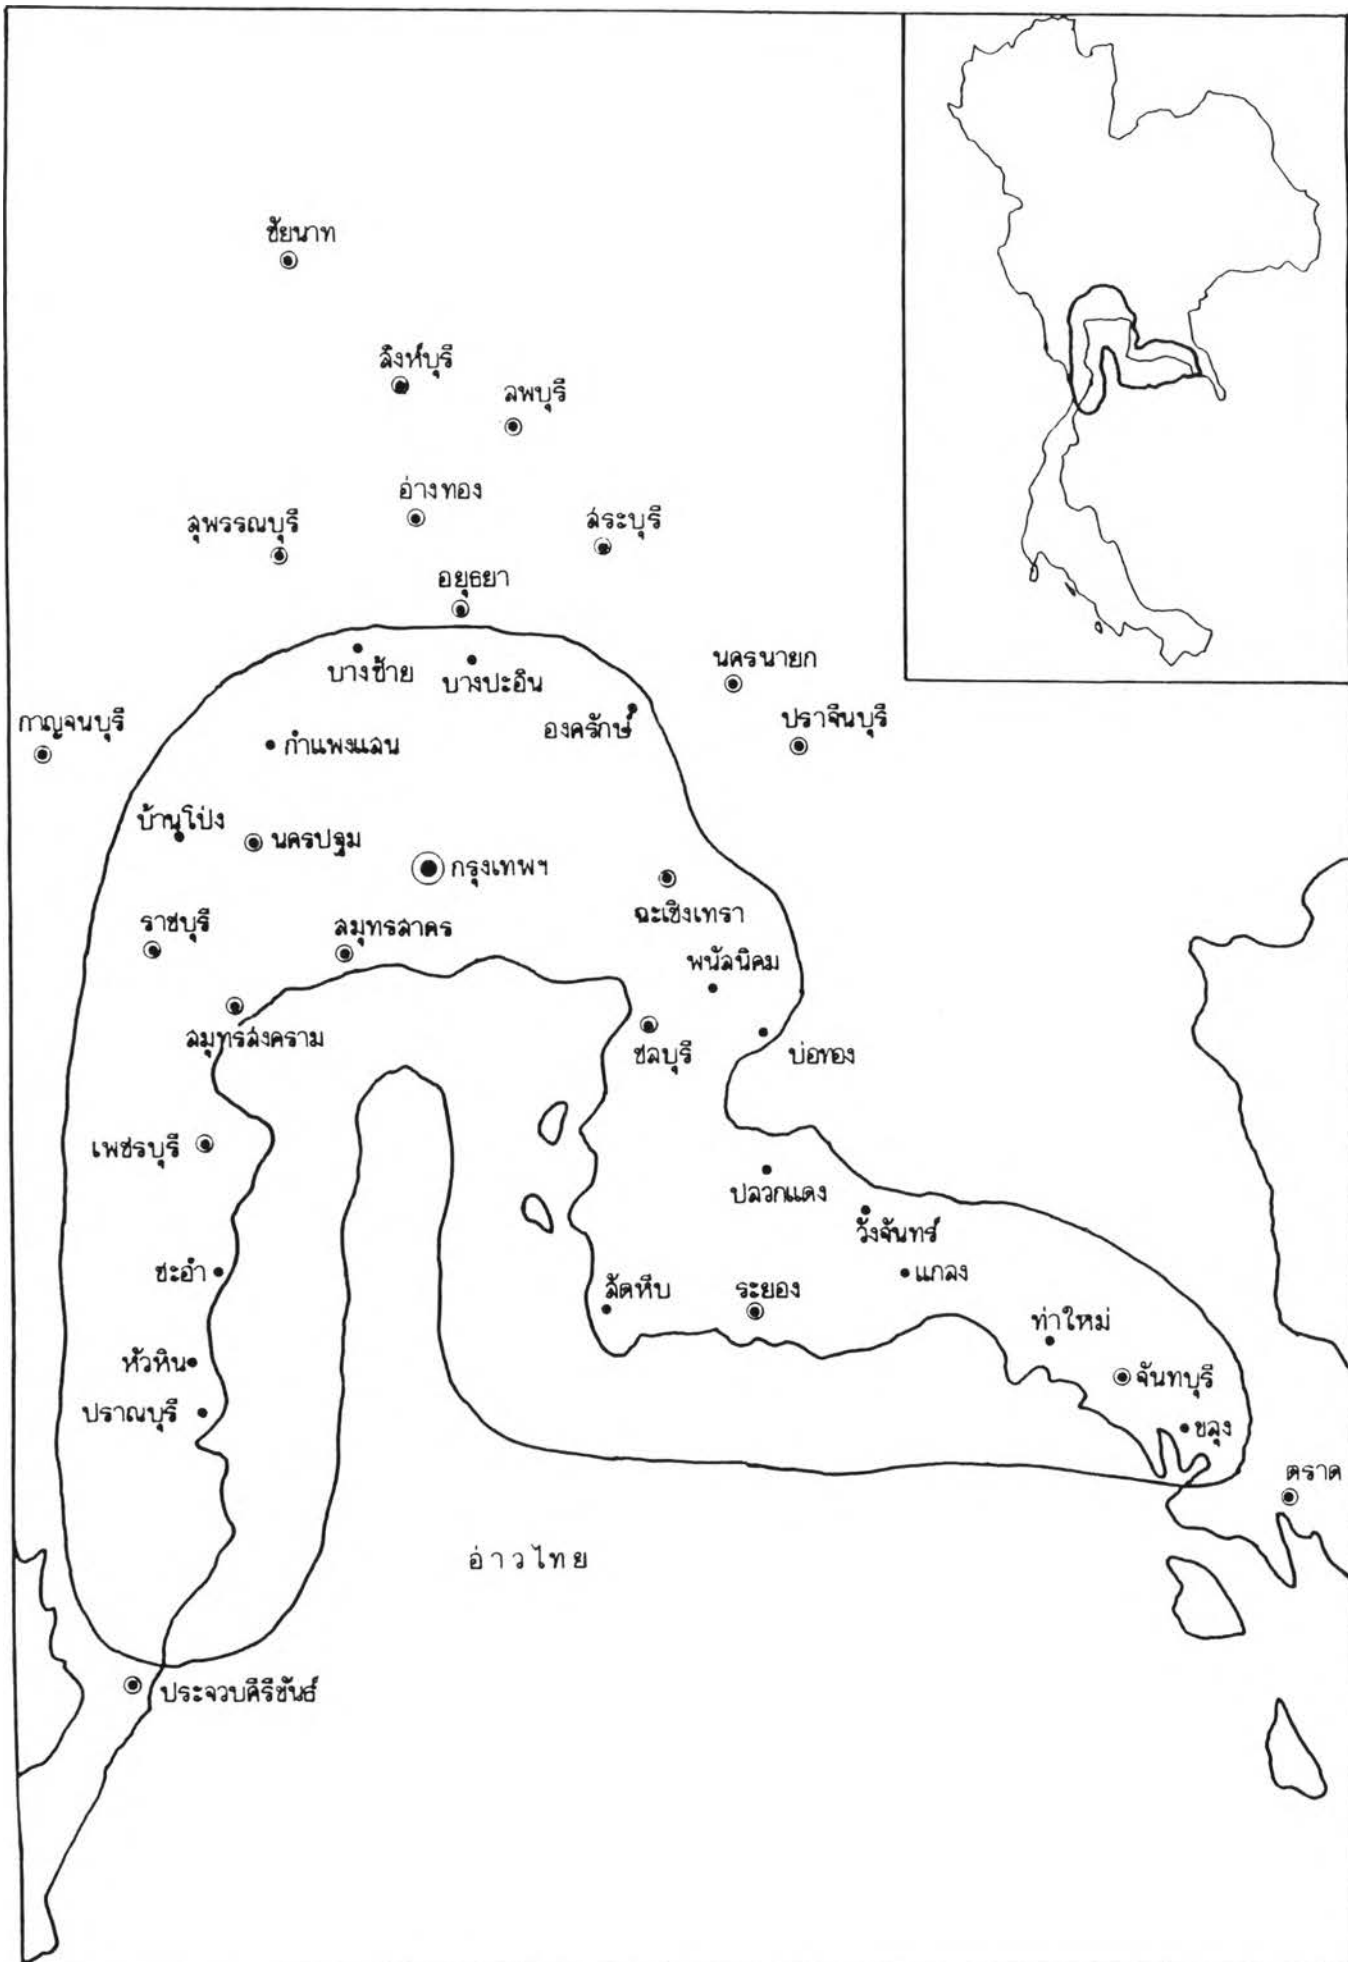 ชัยนาท
สิงห์บุรี
ลพบุรี
อ่างทอง
สุพรรณบุรี
สระบุรี
อยุธยา
บางซ้าย
บางปะอิน
นครนายก
องครักษ์
ปราจีนบุรี
กาญจนบุรี
กำแพงแสน
บ้านโป่ง
นครปฐม
กรุงเทพฯ
ฉะเชิงเทรา
ราชบุรี
สมุทรสาคร
พนัสนิคม
สมุทรสงคราม
ชลบุรี
บ่อทอง
เพชรบุรี
ปลวกแดง
วังจันทร์
ชะอำ
แกลง
สัตหีบ
ระยอง
ท่าใหม่
หัวหิน
จันทบุรี
ปราณบุรี
ขลุง
ตราด
อ่าวไทย
ประจวบคีรีขันธ์